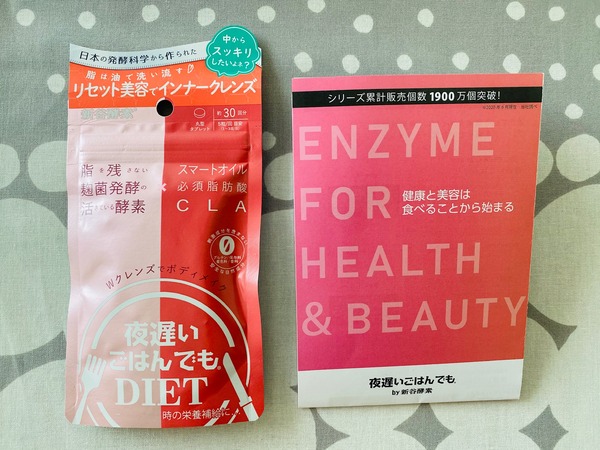 日本の発酵科学から作られた
中から
スッキリ
したいよね?
脂は油で洗い流す
リセット美容でインナークレンズ
新谷酵素
約30回分
丸型
タブレット
脂を残さない
麹菌発酵の
活きている酵素
×
スマートオイル
必須脂肪酸
CLA
0
Wクレンズでボディメイク
夜遅い
ごはんでも®
DIET
時の栄養補給に
シリーズ累計販売個数 1900万個突破!
ENZYME
FOR
健康と美容は
食べることから始まる
HEALTH
& BEAUTY
夜遅いごはんでも®
by 新谷酵素